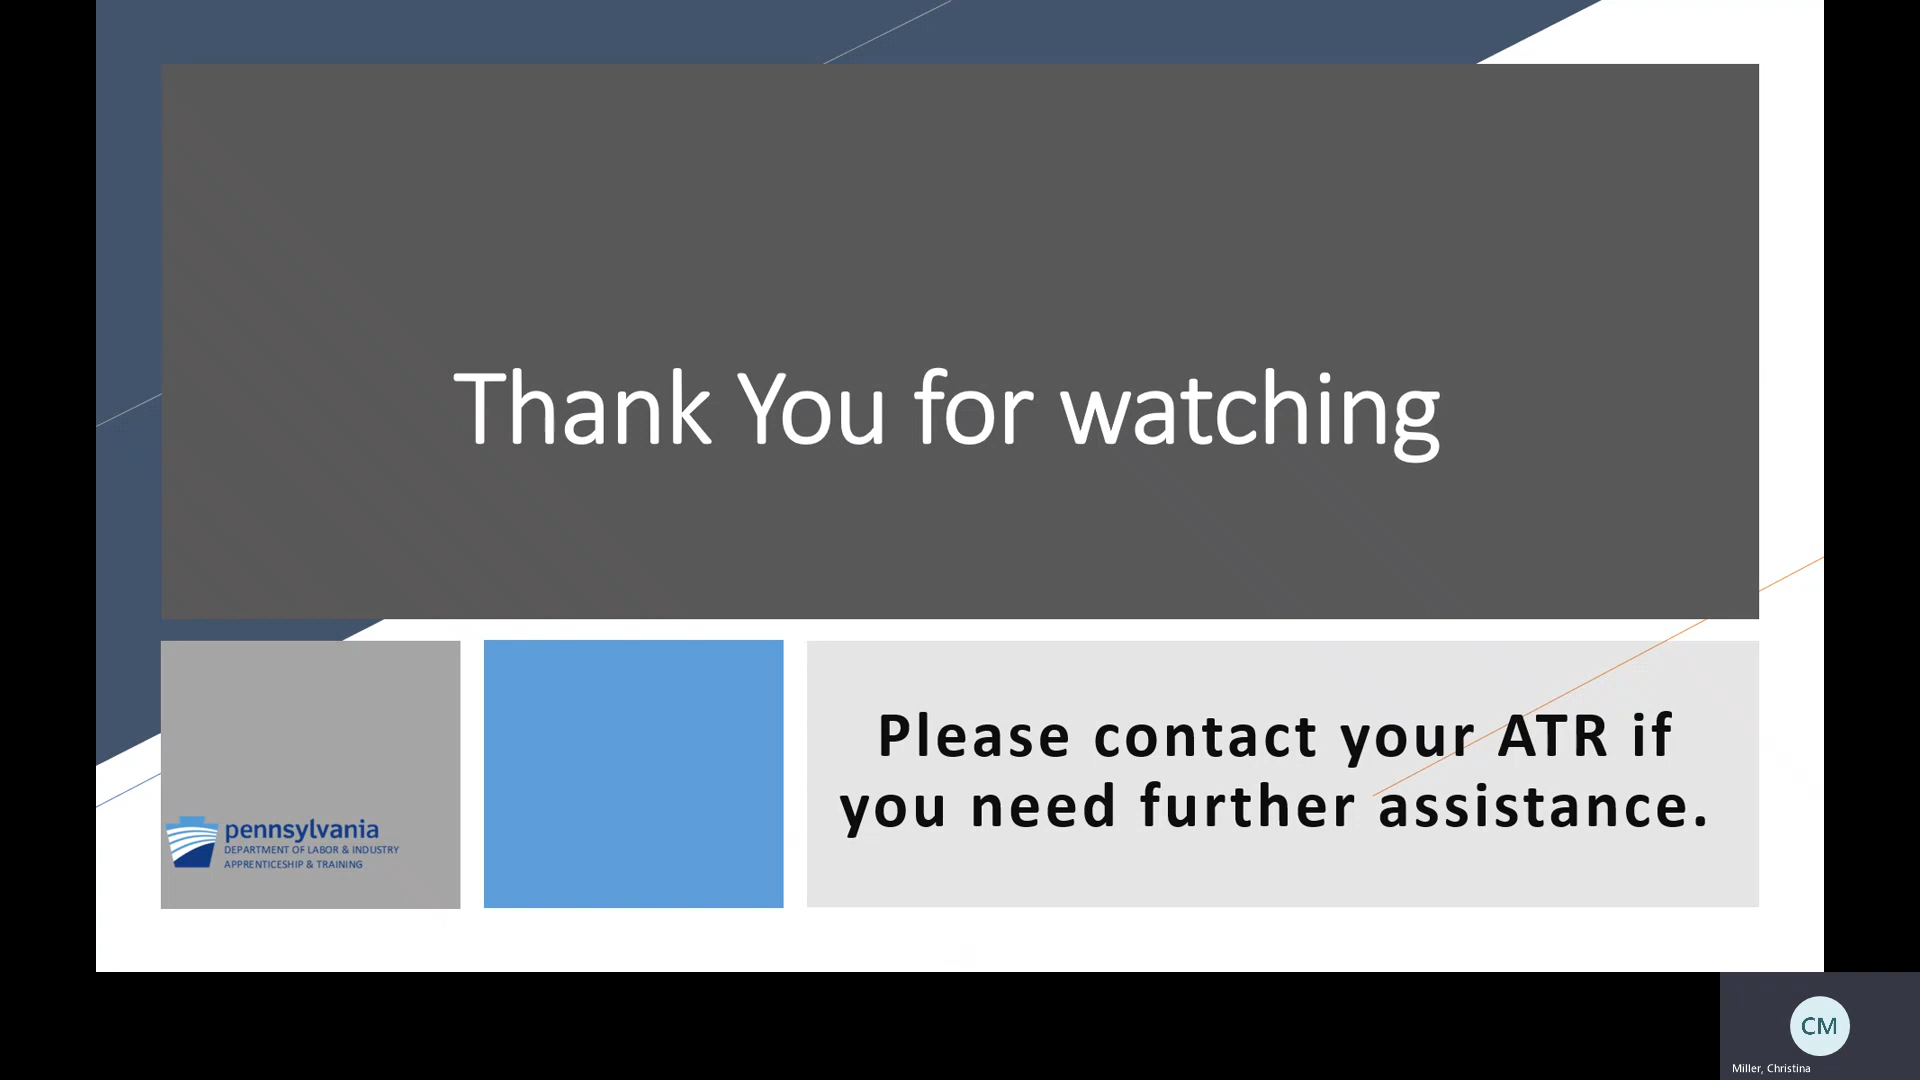 Thank You for watching
Please contact your ATR if
you need further assistance.
pennsylvania
DEPARTMENT OF LABOR & INDUSTRY
APPRENTICESHIP & TRAINING
CM
Miller, Christina